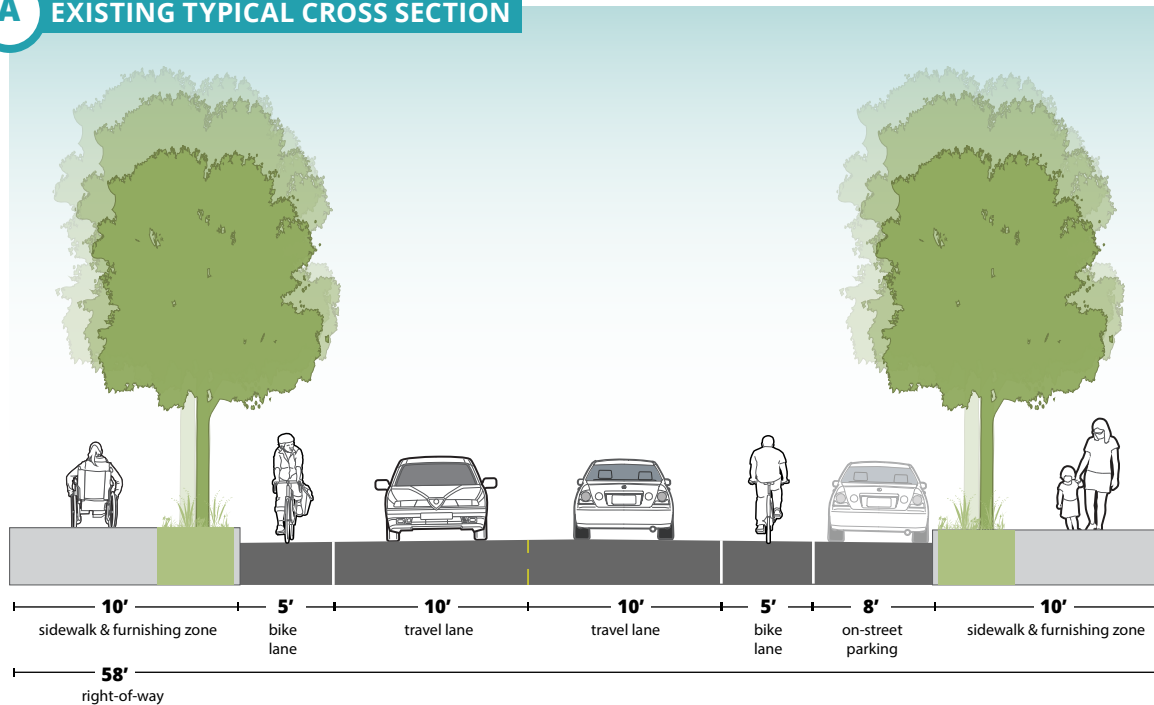 A
EXISTING TYPICAL CROSS SECTION
10’ 5’ 10’ 10’ 5’ 8’ 10’
sidewalk & furnishing zone bike travel lane travel lane bike on-street sidewalk & furnishing zone
lane lane parking
58’
right-of-way